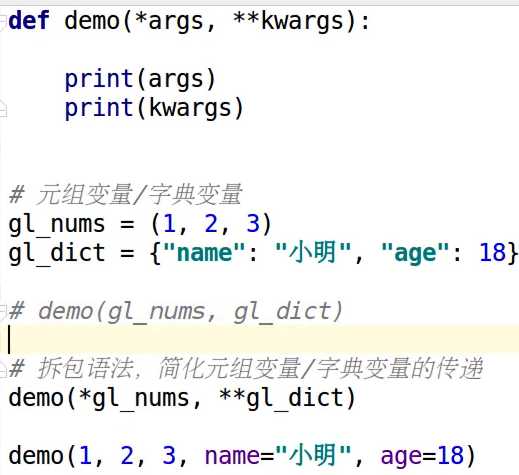 def demo(*args, **kwargs):
    print(args)
    print(kwargs)
# 元组变量/字典变量
gl_nums = (1, 2, 3)
gl_dict = {"name": "小明", "age": 18}
# demo(gl_nums, gl_dict)
# 拆包语法，简化元组变量/字典变量的传递
demo(*gl_nums, **gl_dict)
demo(1, 2, 3, name="小明", age=18)